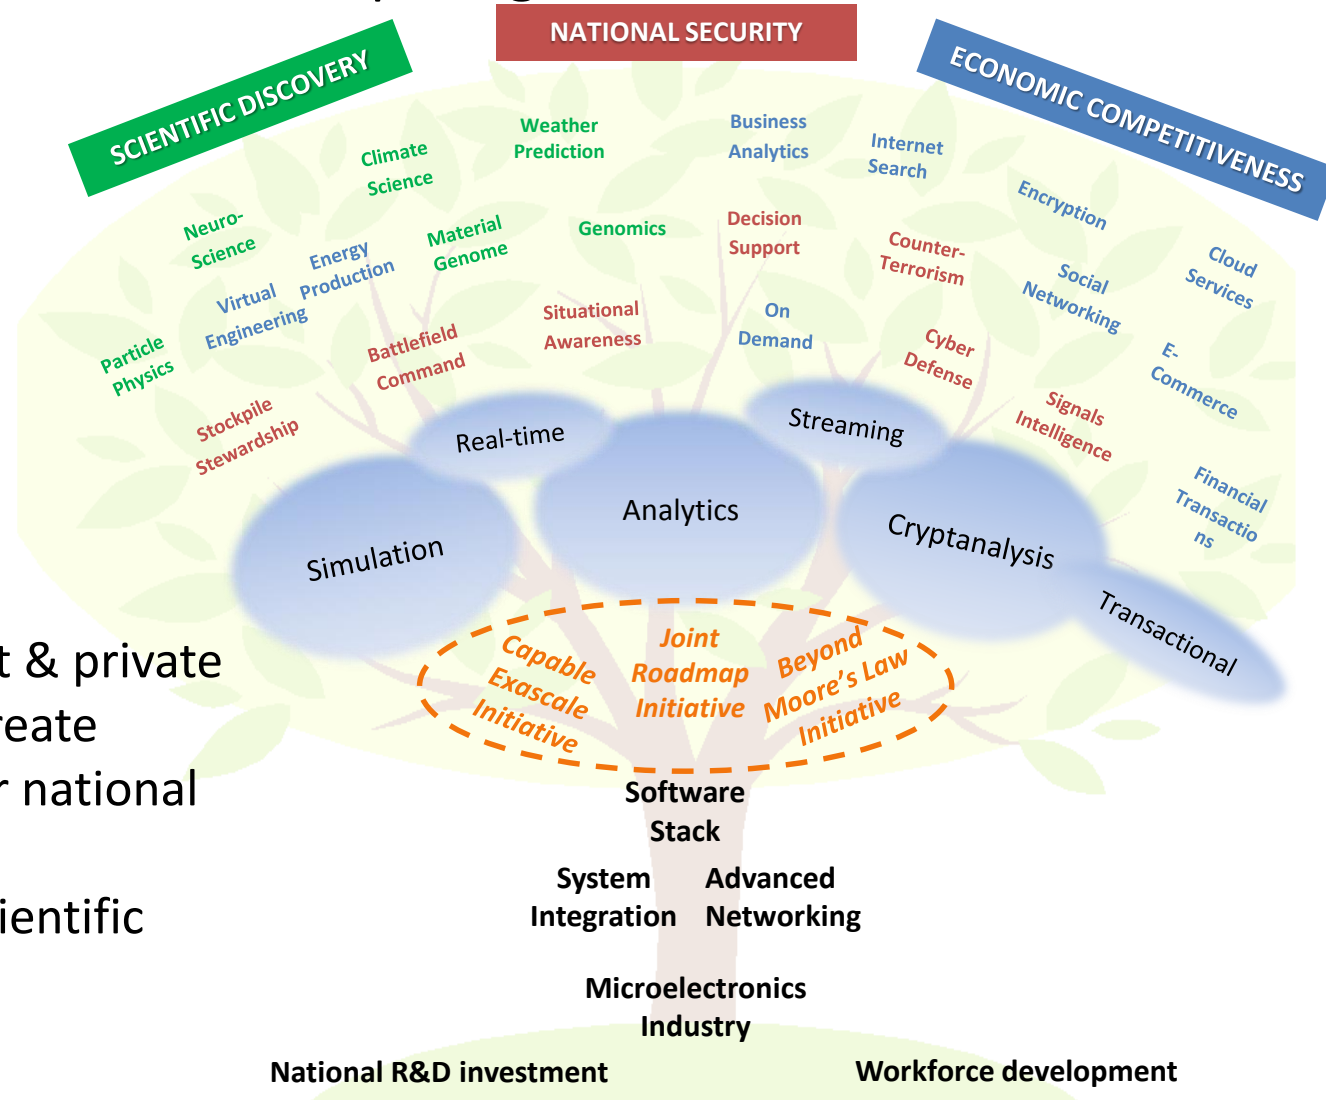 NATIONAL SECURITY
SCIENTIFIC DISCOVERY
ECONOMIC COMPETITIVENESS
Weather
Prediction
Business
Analytics
Internet
Search
Climate
Science
Encryption
Neuro-
Science
Energy
Production
Material
Genome
Genomics
Decision
Support
Counter-
Terrorism
Social
Networking
Cloud
Services
Virtual
Engineering
Situational
Awareness
On
Demand
Particle
Physics
Battlefield
Command
Cyber
Defense
E-
Commerce
Stockpile
Stewardship
Signals
Intelligence
Financial
Transactio
ns
Real-time
Streaming
Simulation
Analytics
Cryptanalysis
Transactional
Capable
Exascale
Initiative
Joint
Roadmap
Initiative
Beyond
Moore's Law
Initiative
t & private
reate
r national
ientific
Software
Stack
System
Integration
Advanced
Networking
Microelectronics
Industry
National R&D investment
Workforce development